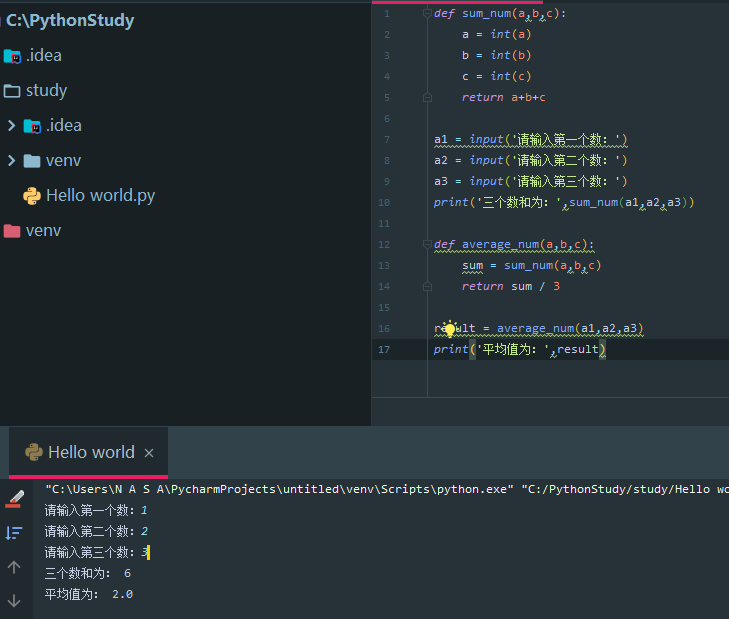 C:\PythonStudy
.idea
study
.idea
venv
Hello world.py
venv
1 def sum_num(a,b,c):
2 a = int(a)
3 b = int(b)
4 c = int(c)
5 return a+b+c
6
7 a1 = input('请输入第一个数：')
8 a2 = input('请输入第二个数：')
9 a3 = input('请输入第三个数：')
10 print('三个数和为：',sum_num(a1,a2,a3))
11
12 def average_num(a,b,c):
13 sum = sum_num(a,b,c)
14 return sum / 3
15
16 result = average_num(a1,a2,a3)
17 print('平均值为：',result)
Hello world ×
"C:\Users\N A S A\PycharmProjects\untitled\venv\Scripts\python.exe" "C:/PythonStudy/study/Hello wo
请输入第一个数：1
请输入第二个数：2
请输入第三个数：3
三个数和为： 6
平均值为： 2.0